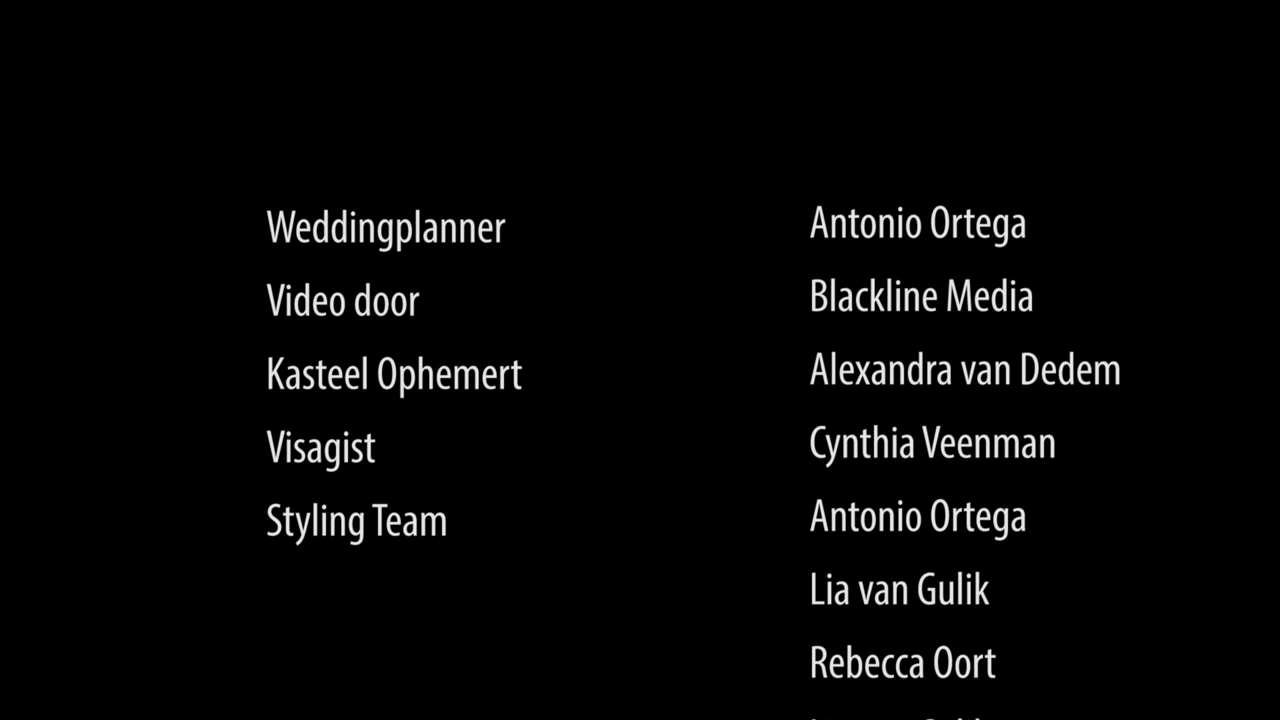 Weddingplanner Antonio Ortega
Video door Blackline Media
Kasteel Ophemert Alexandra van Dedem
Visagist Cynthia Veenman
Styling Team Antonio Ortega
Lia van Gulik
Rebecca Oort